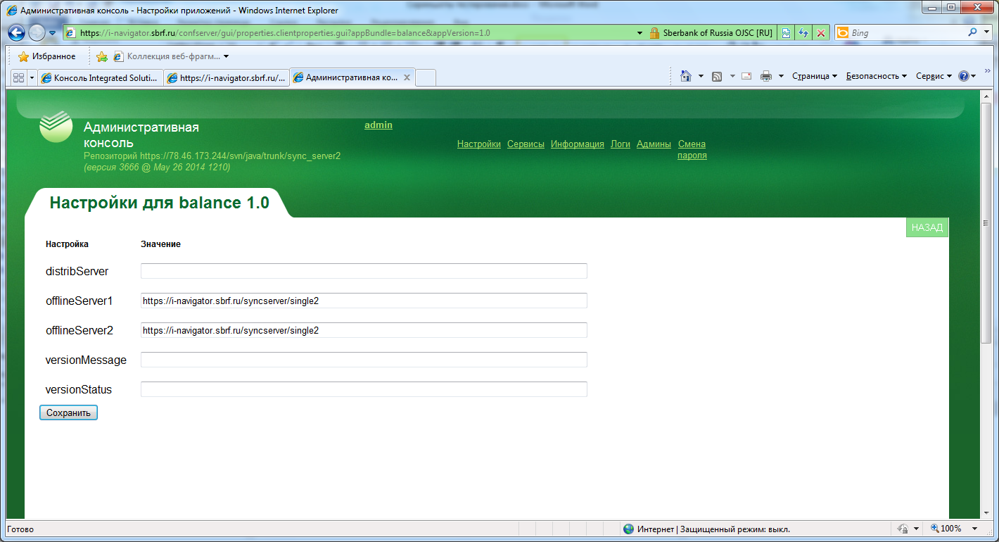 Административная консоль - Настройки приложений - Windows Internet Explorer
https://i-navigator.sbrf.ru/confserver/gui/properties.clientproperties.gui?appBundle=balance&appVersion=1.0
Sberbank of Russia OJSC [RU]
Bing
Избранное
Коллекция веб-фрагм...
Консоль Integrated Soluti...
https://i-navigator.sbrf.ru/...
Административная ко...
Страница
Безопасность
Сервис
Административная
консоль
Репозиторий https://78.46.173.244/svn/java/trunk/sync_server2
(версия 3666 @ May 26 2014 1210)
admin
Настройки Сервисы Информация Логи Админы Смена
пароля
Настройки для balance 1.0
НАЗАД
Настройка Значение
distribServer
offlineServer1 https://i-navigator.sbrf.ru/syncserver/single2
offlineServer2 https://i-navigator.sbrf.ru/syncserver/single2
versionMessage
versionStatus
Сохранить
Готово
Интернет | Защищенный режим: выкл.
100%